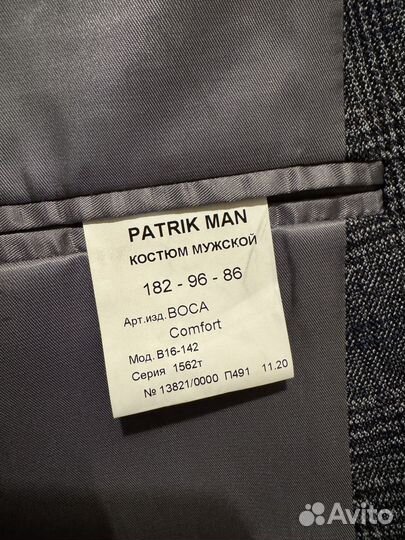 PATRIK MAN
КОСТЮМ МУЖСКОЙ
182 - 96 - 86
Арт.изд. BOCA
Comfort
Мод. B16-142
Серия 1562т
№ 13821/0000 П491 11.20
Avito